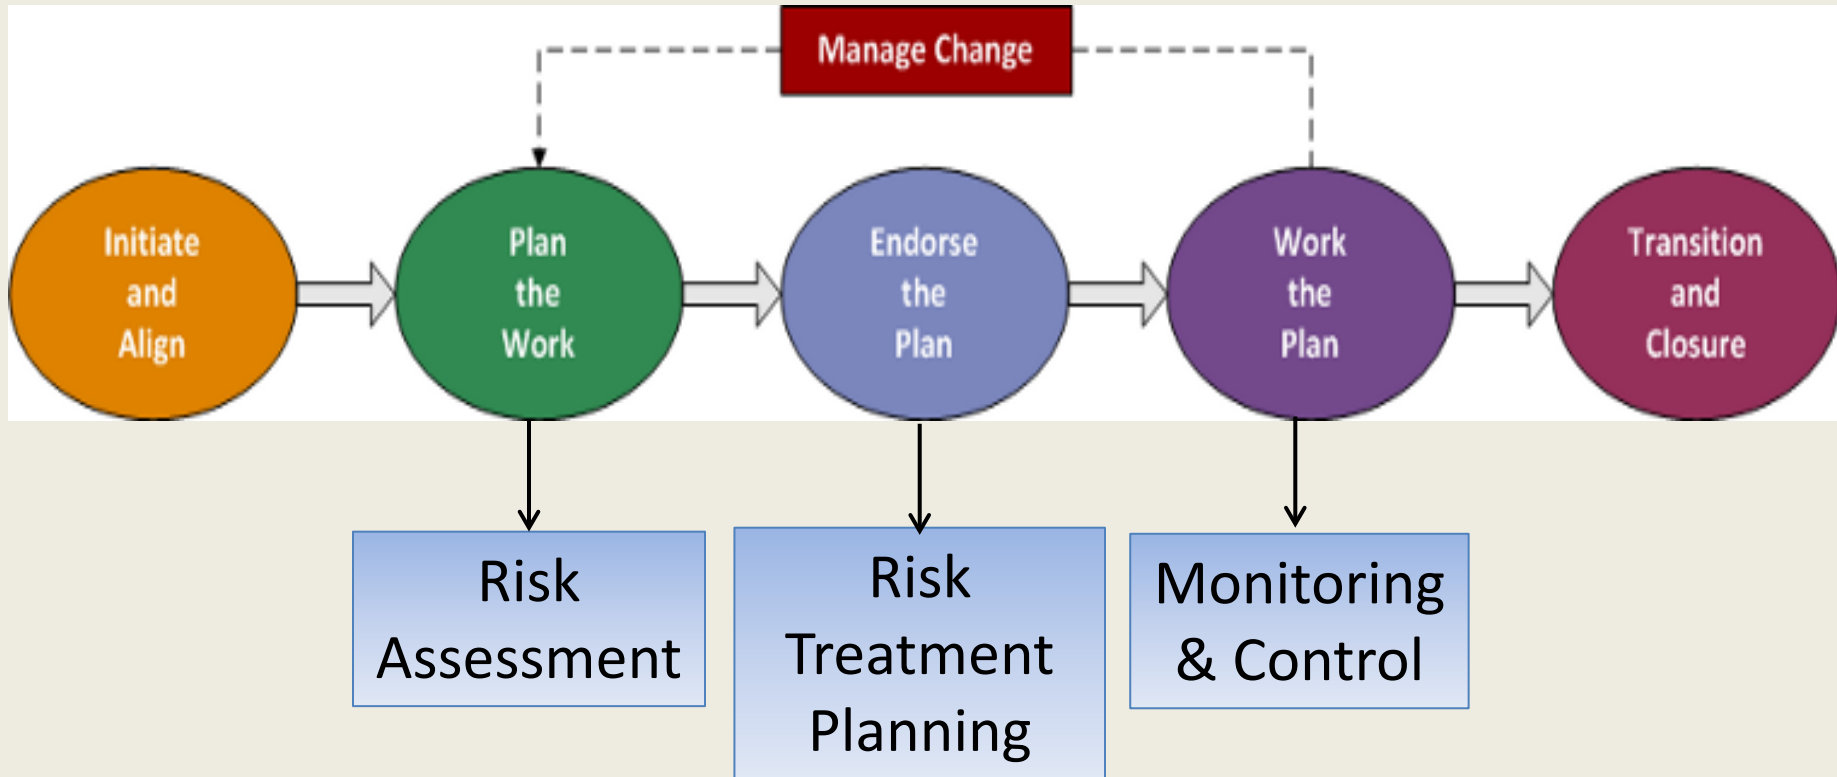 Manage Change
Initiate
and
Align
Plan
the
Work
Endorse
the
Plan
Work
the
Plan
Transition
and
Closure
Risk
Assessment
Risk
Treatment
Planning
Monitoring
& Control